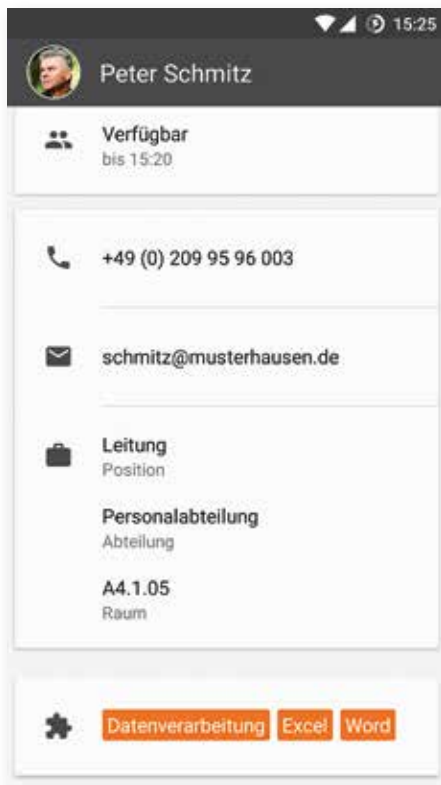 15:25
Peter Schmitz
Verfügbar
bis 15:20
+49 (0) 209 95 96 003
schmitz@musterhausen.de
Leitung
Position
Personalabteilung
Abteilung
A4.1.05
Raum
Datenverarbeitung Excel Word